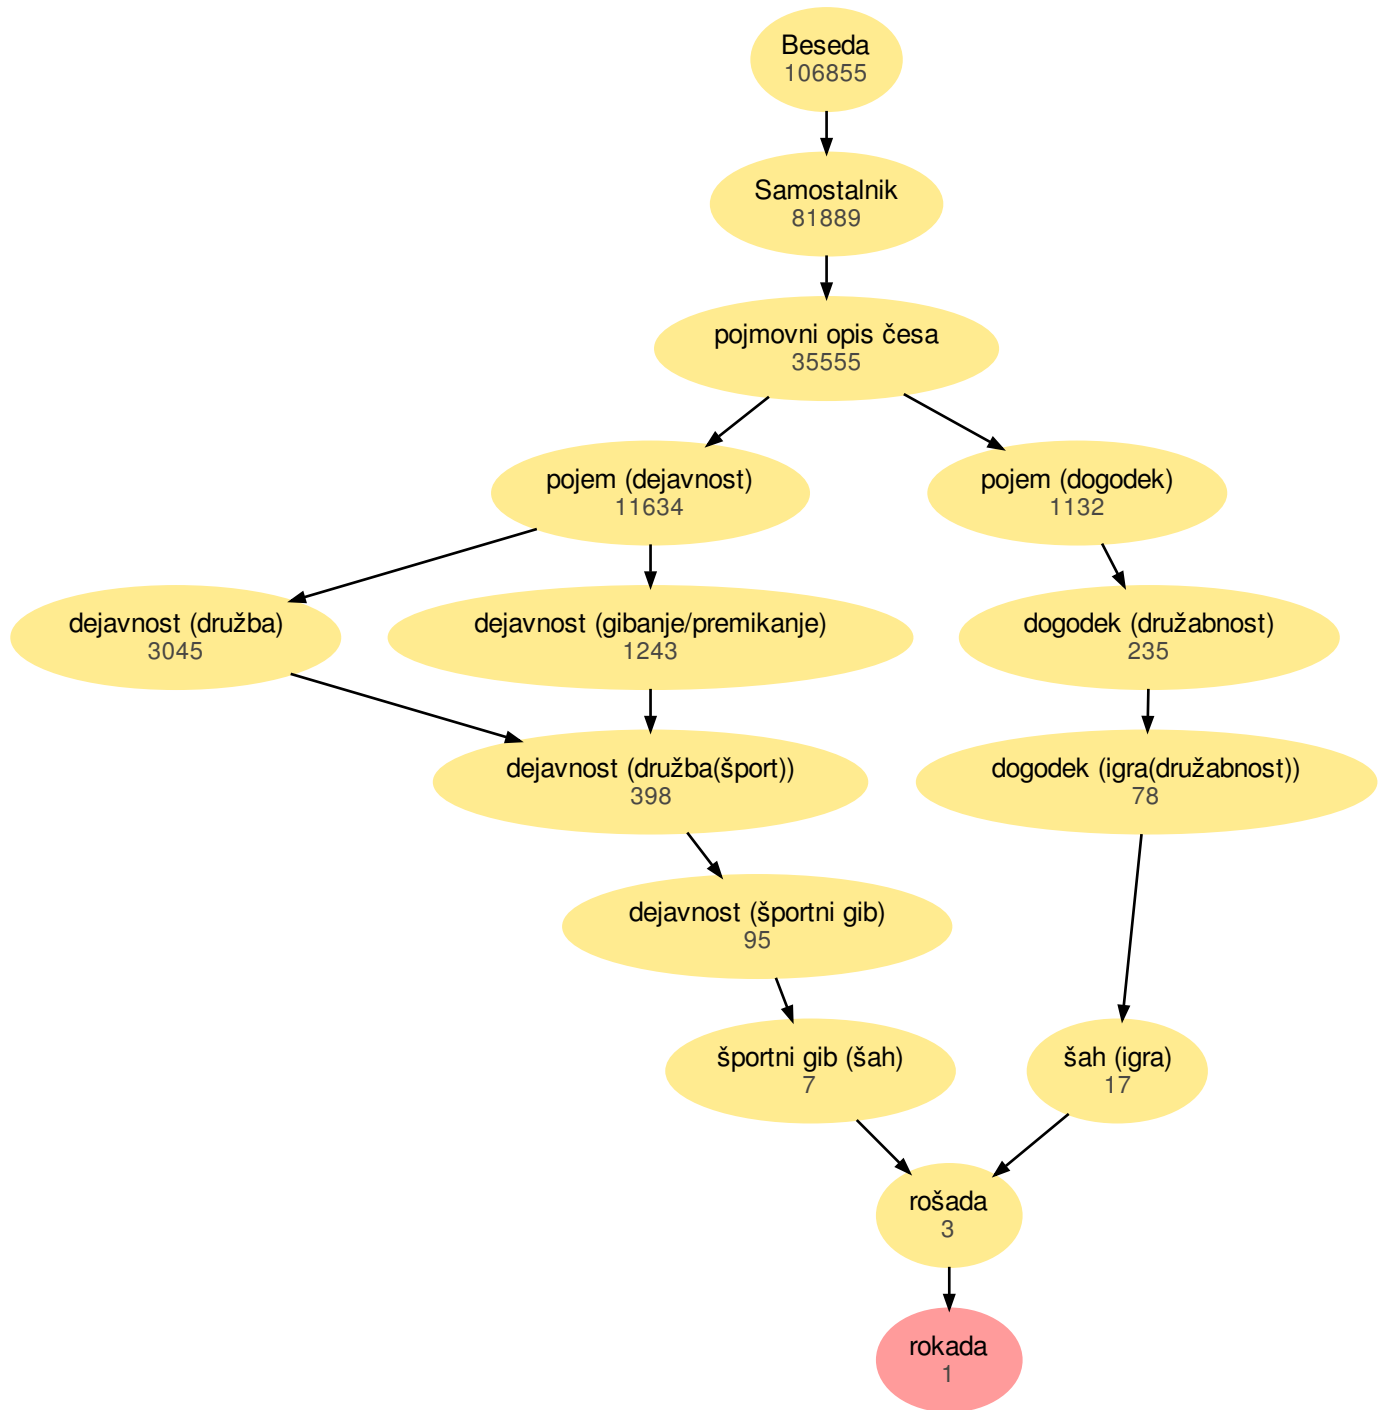 Beseda
106855
Samostalnik
81889
pojmovni opis česa
35555
pojem (dejavnost)
11634
pojem (dogodek)
1132
dejavnost (družba)
3045
dejavnost (gibanje/premikanje)
1243
dogodek (družabnost)
235
dejavnost (družba(šport))
398
dogodek (igra(družabnost))
78
dejavnost (športni gib)
95
športni gib (šah)
7
šah (igra)
17
rošada
3
rokada
1